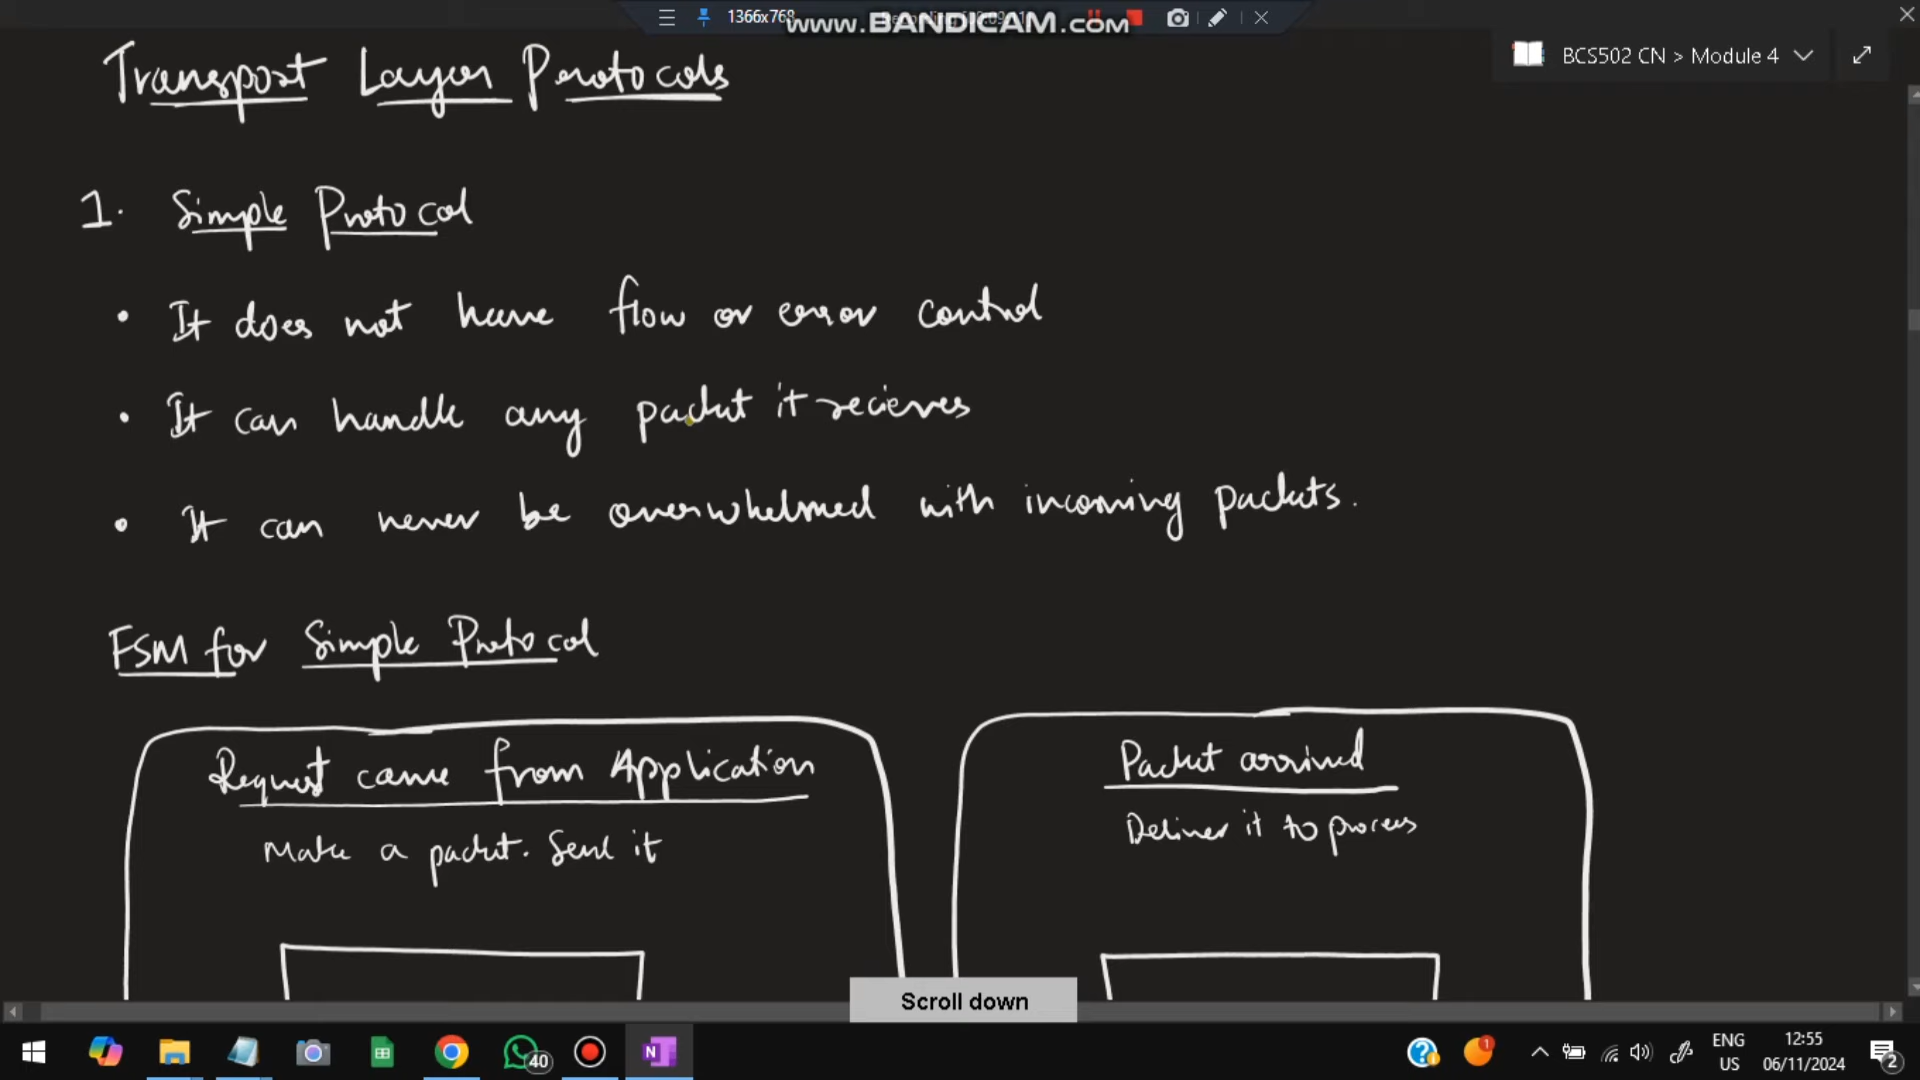 1366x768
www.BANDICAM.com
BCS502 CN > Module 4
Transport Layer Protocols
1. Simple Protocol
• It does not have flow or error control
• It can handle any packet it recieves
• It can never be overwhelmed with incoming packets.
FSM for Simple Protocol
Request came from Application
Make a packet. Send it
Packet arrived
Deliver it to process
Scroll down
40
N
1
ENG
US
12:55
06/11/2024
2